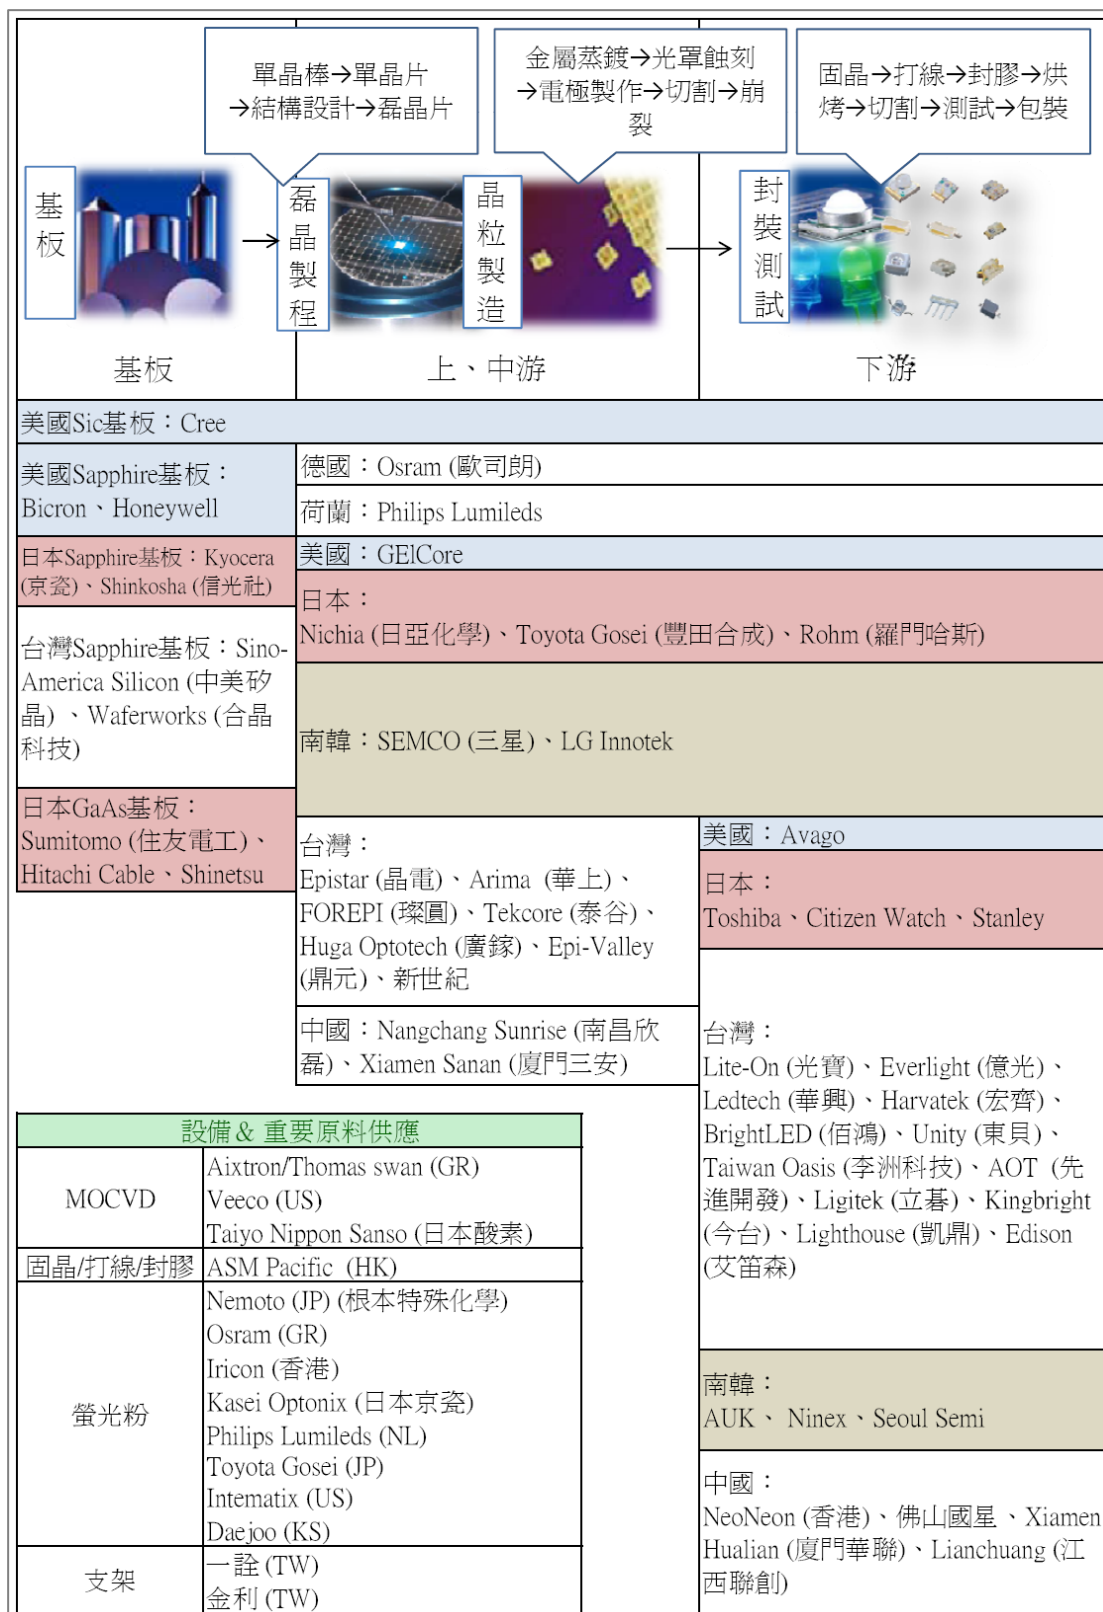 單晶棒→單晶片
→結構設計→磊晶片
金屬蒸鍍→光罩蝕刻
→電極製作→切割→崩
裂
固晶→打線→封膠→烘
烤→切割→測試→包裝
基板
磊晶製程
晶粒製造
封裝測試
基板
上、中游
下游
美國Sic基板：Cree
美國Sapphire基板：
Bicron、Honeywell
德國：Osram (歐司朗)
荷蘭：Philips Lumileds
日本Sapphire基板：Kyocera
(京瓷)、Shinkosha (信光社)
美國：GElCore
日本：
Nichia (日亞化學)、Toyota Gosei (豐田合成)、Rohm (羅門哈斯)
台灣Sapphire基板：Sino-
America Silicon (中美矽
晶) 、Waferworks (合晶
科技)
南韓：SEMCO (三星)、LG Innotek
日本GaAs基板：
Sumitomo (住友電工)、
Hitachi Cable、Shinetsu
台灣：
Epistar (晶電)、Arima (華上)、
FOREPI (璨圓)、Tekcore (泰谷)、
Huga Optotech (廣鎵)、Epi-Valley
(鼎元)、新世紀
中國：Nangchang Sunrise (南昌欣
磊)、Xiamen Sanan (廈門三安)
美國：Avago
日本：
Toshiba、Citizen Watch、Stanley
台灣：
Lite-On (光寶)、Everlight (億光)、
Ledtech (華興)、Harvatek (宏齊)、
BrightLED (佰鴻)、Unity (東貝)、
Taiwan Oasis (李洲科技)、AOT (先
進開發)、Ligitek (立碁)、Kingbright
(今台)、Lighthouse (凱鼎)、Edison
(艾笛森)
南韓：
AUK、 Ninex、Seoul Semi
中國：
NeoNeon (香港)、佛山國星、Xiamen
Hualian (廈門華聯)、Lianchuang (江
西聯創)
設備& 重要原料供應
MOCVD
Aixtron/Thomas swan (GR)
Veeco (US)
Taiyo Nippon Sanso (日本酸素)
固晶/打線/封膠
ASM Pacific (HK)
螢光粉
Nemoto (JP) (根本特殊化學)
Osram (GR)
Iricon (香港)
Kasei Optonix (日本京瓷)
Philips Lumileds (NL)
Toyota Gosei (JP)
Intematix (US)
Daejoo (KS)
支架
一詮 (TW)
金利 (TW)